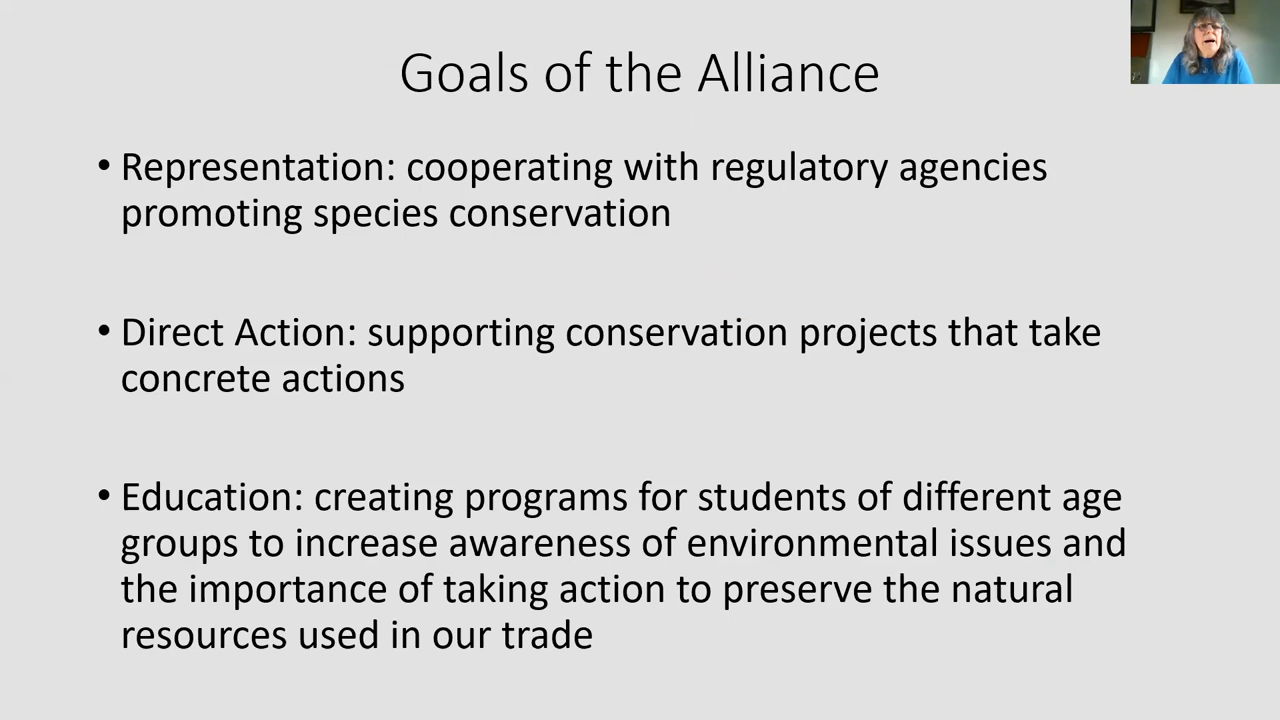 Goals of the Alliance
• Representation: cooperating with regulatory agencies
promoting species conservation
• Direct Action: supporting conservation projects that take
concrete actions
• Education: creating programs for students of different age
groups to increase awareness of environmental issues and
the importance of taking action to preserve the natural
resources used in our trade